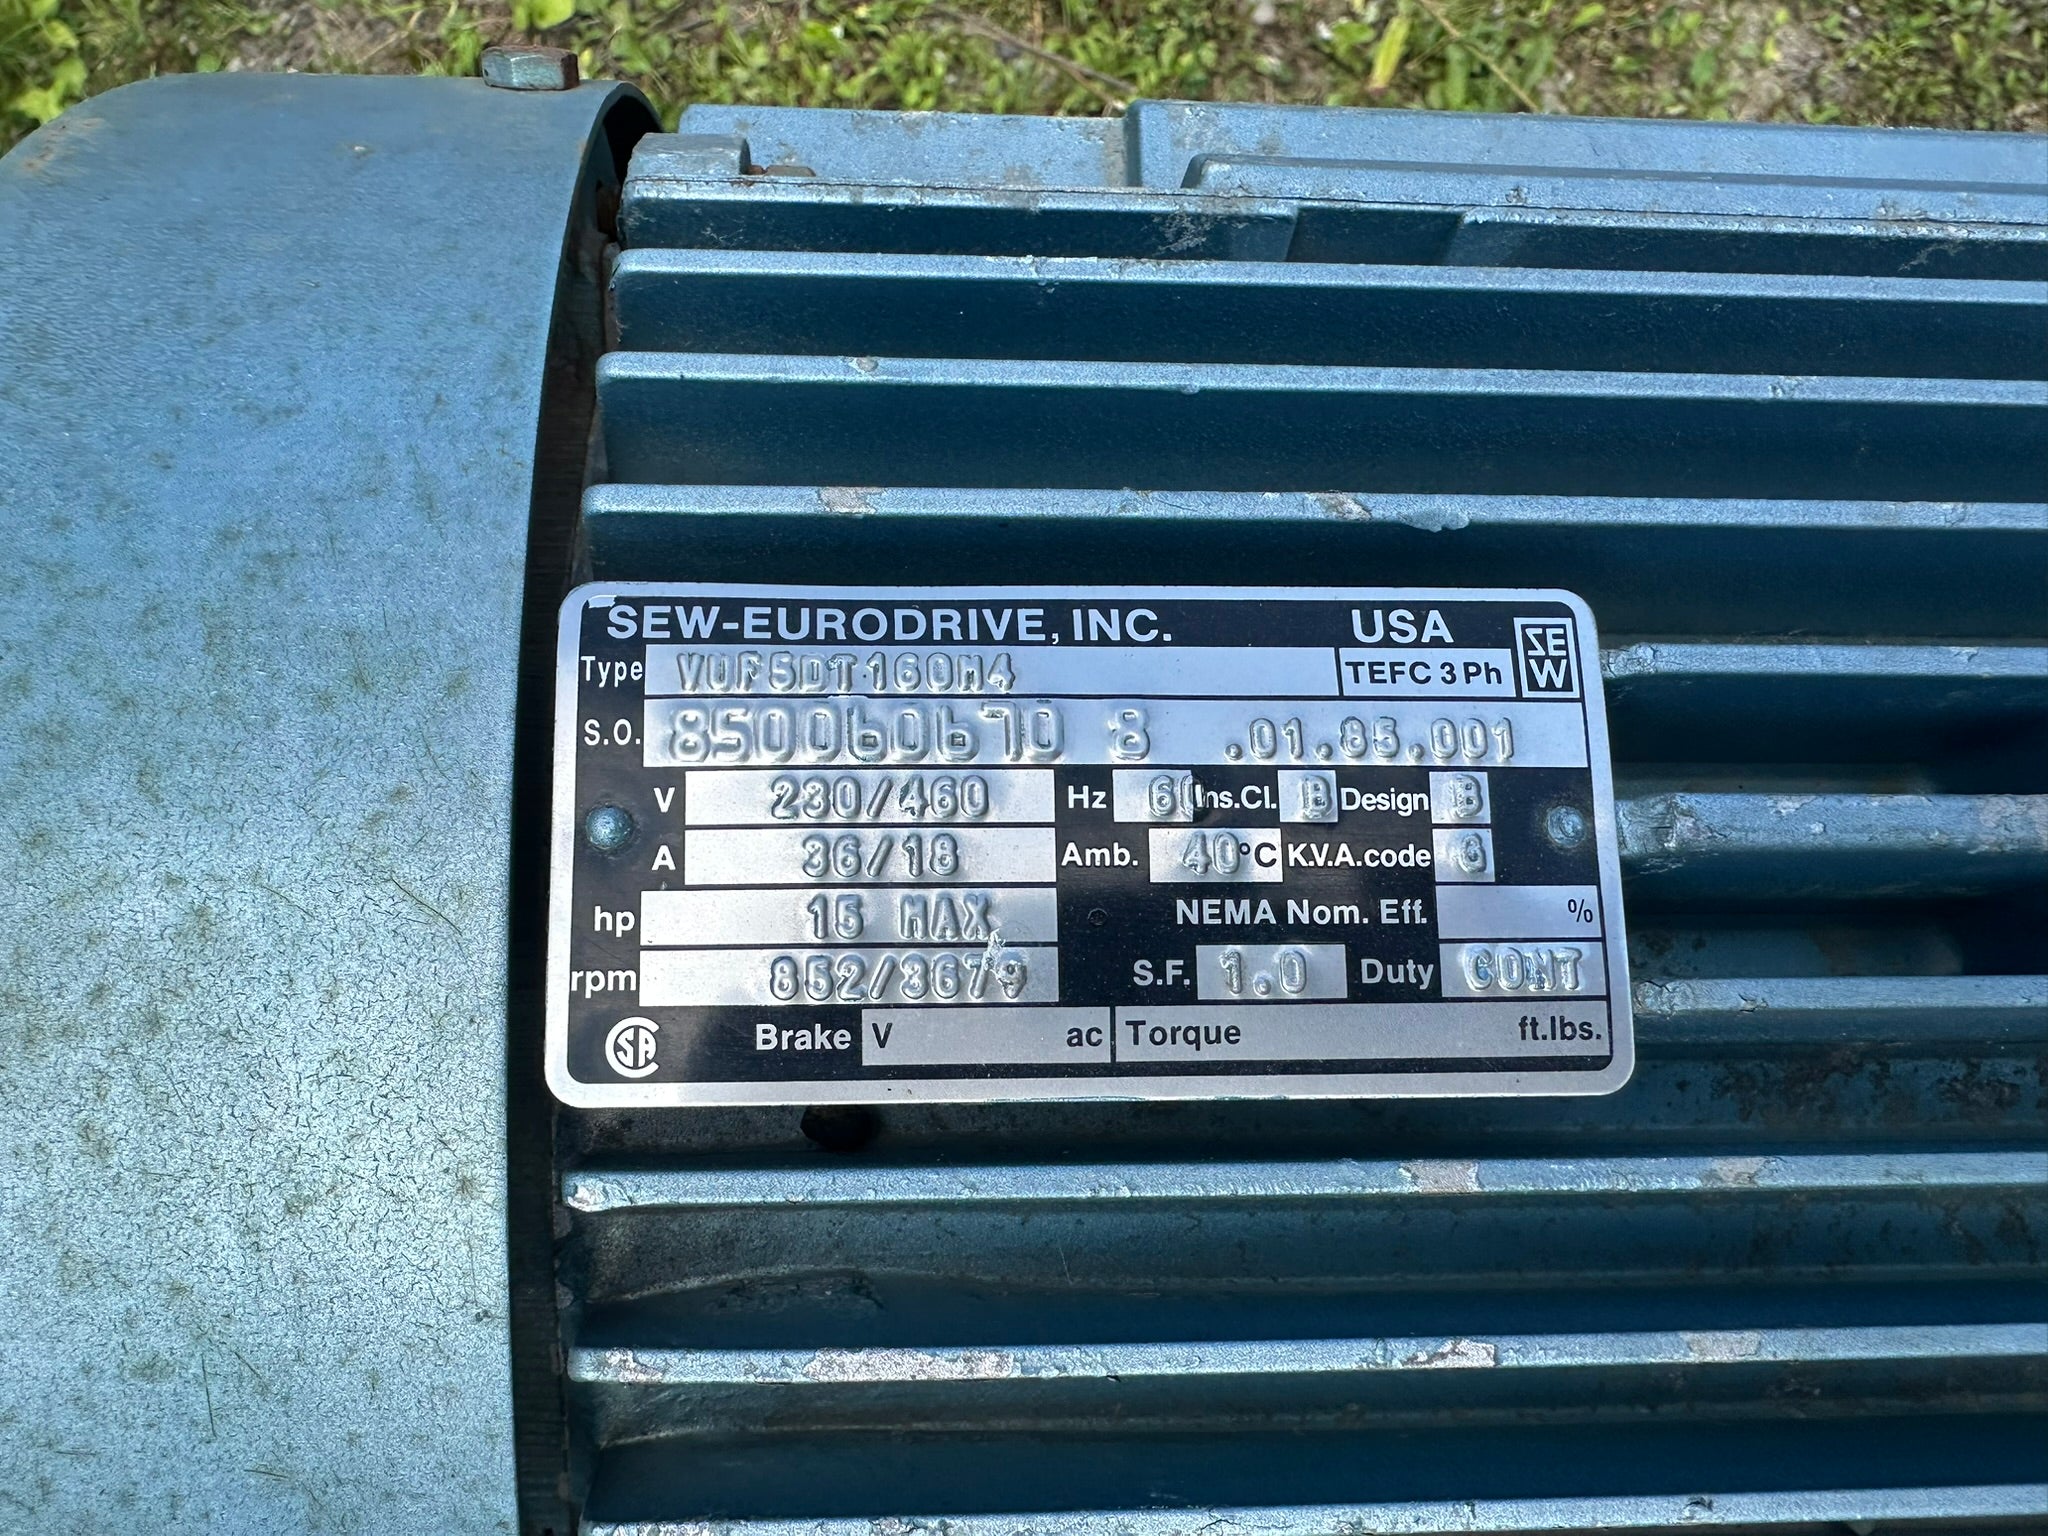 SEW-EURODRIVE, INC. USA
SEW
Type VUF5DT160M4 TEFC 3 Ph
S.O. 850060670 8 .01.85.001
V 230/460 Hz 60 Ins.Cl. B Design B
A 36/18 Amb. 40°C K.V.A.code G
hp 15 MAX NEMA Nom. Eff. %
rpm 852/3679 S.F. 1.0 Duty CONT
CSA Brake V ac Torque ft.lbs.